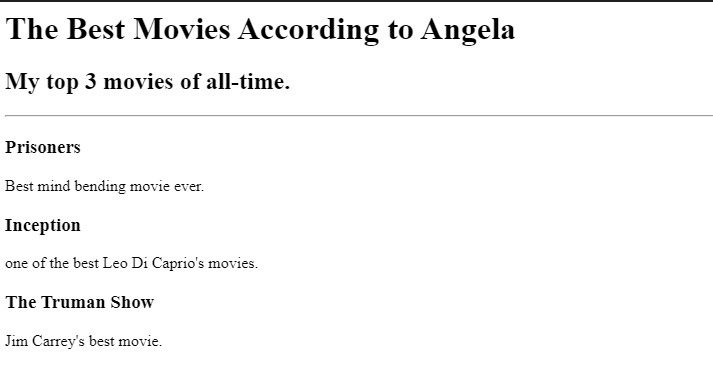 The Best Movies According to Angela
My top 3 movies of all-time.
Prisoners
Best mind bending movie ever.
Inception
one of the best Leo Di Caprio's movies.
The Truman Show
Jim Carrey's best movie.